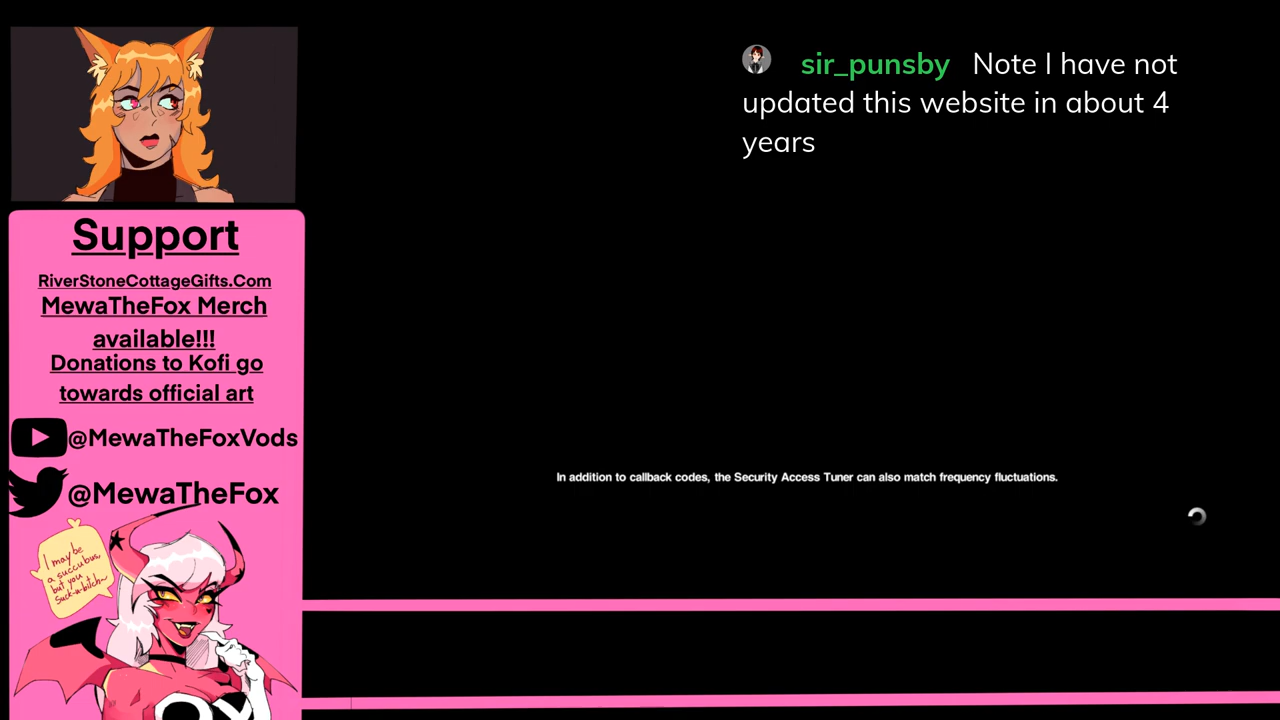 sir_punsby Note I have not
updated this website in about 4
years
Support
RiverStoneCottageGifts.Com
MewaTheFox Merch
available!!!
Donations to Kofi go
towards official art
@MewaTheFoxVods
@MewaTheFox
I maybe
a succubus,
but you
suck-a-bitch~
In addition to callback codes, the Security Access Tuner can also match frequency fluctuations.